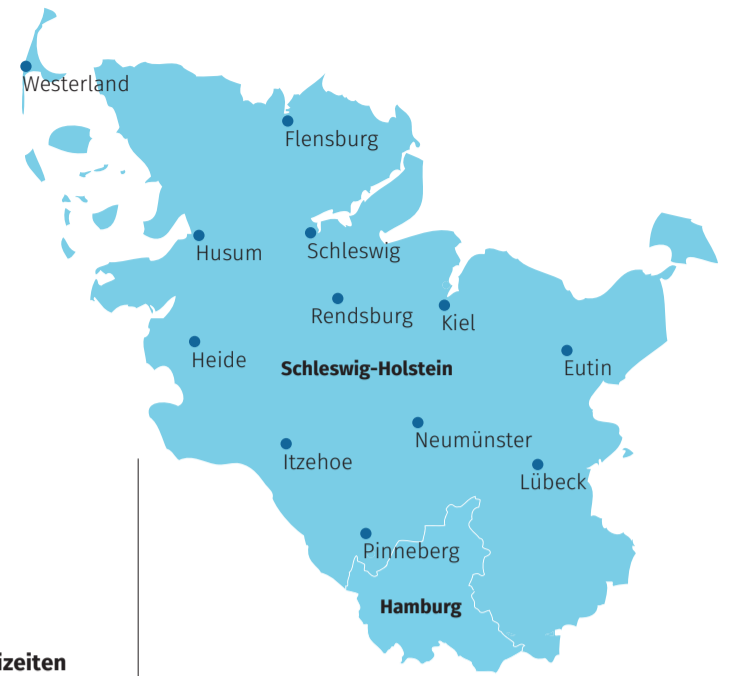 Westerland
Flensburg
Husum
Schleswig
Rendsburg
Kiel
Heide
Schleswig-Holstein
Eutin
Neumünster
Itzehoe
Lübeck
Pinneberg
Hamburg
izeiten